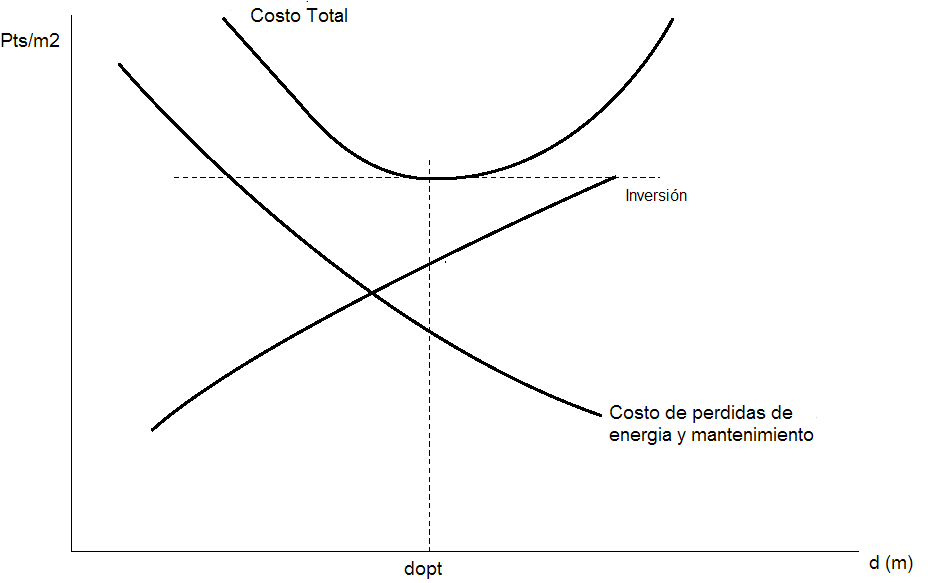 Costo Total
Pts/m2
Inversión
Costo de perdidas de
energia y mantenimiento
dopt
d (m)